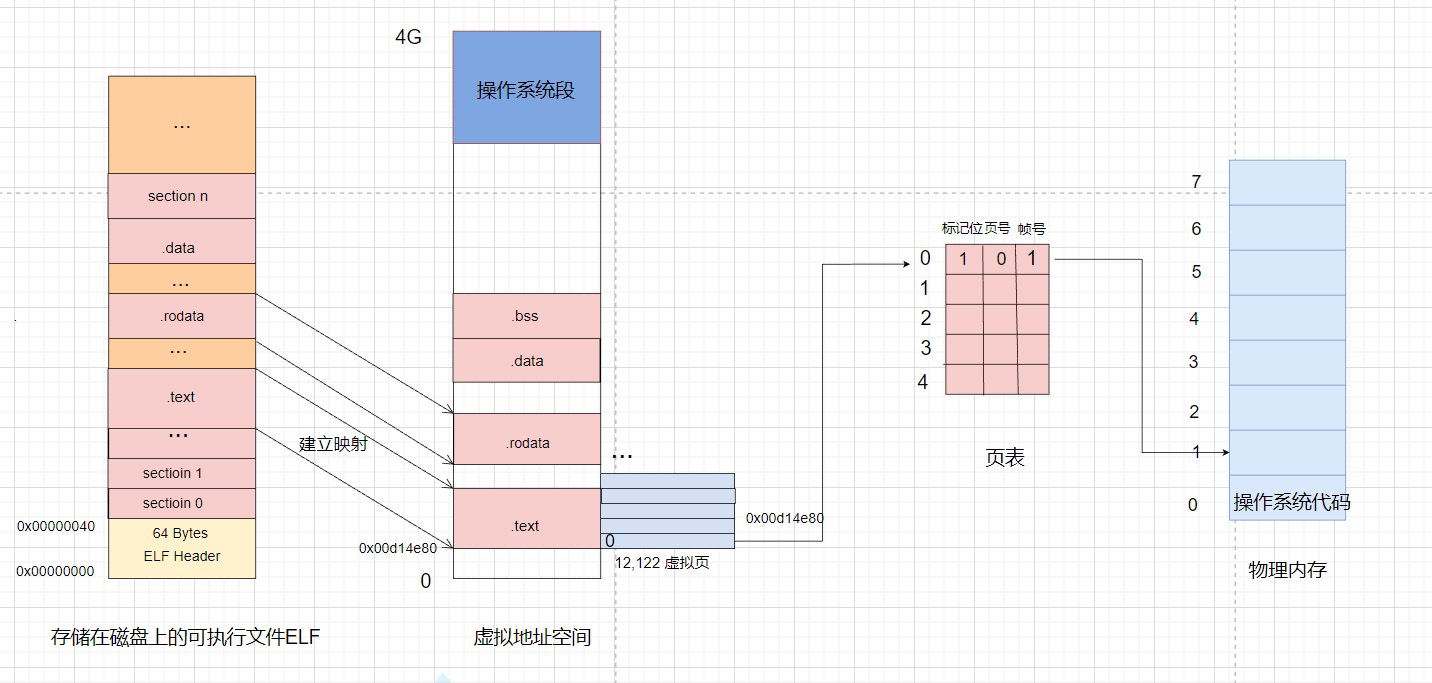 …
section n
.data
…
.rodata
…
.text
…
sectioin 1
sectioin 0
64 Bytes
ELF Header
0x00000040
0x00000000
存储在磁盘上的可执行文件ELF
建立映射
4G
操作系统段
.bss
.data
.rodata
.text
0x00d14e80
0
虚拟地址空间
…
0
12,122 虚拟页
0x00d14e80
标记位 页号 帧号
0 1 0 1
1
2
3
4
页表
7
6
5
4
3
2
1
0
操作系统代码
物理内存